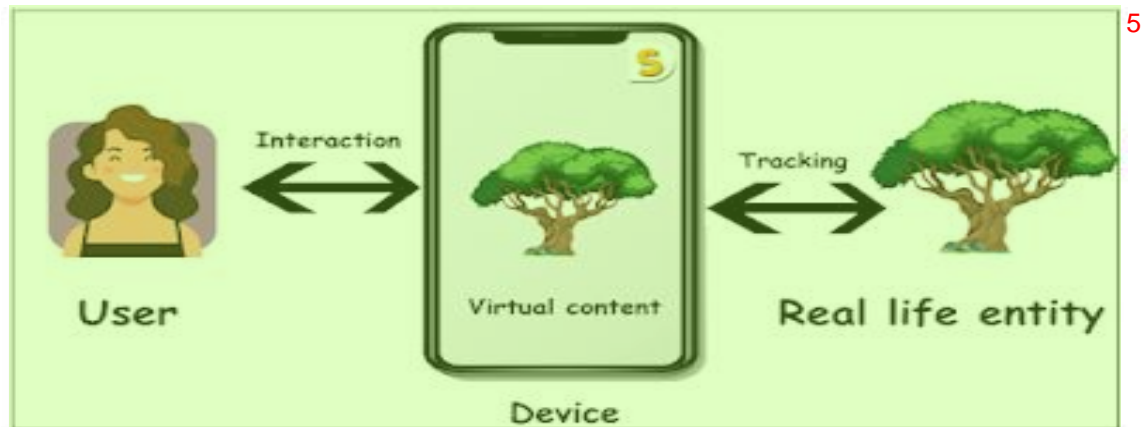 5
S
Interaction
Tracking
User
Virtual content
Real life entity
Device